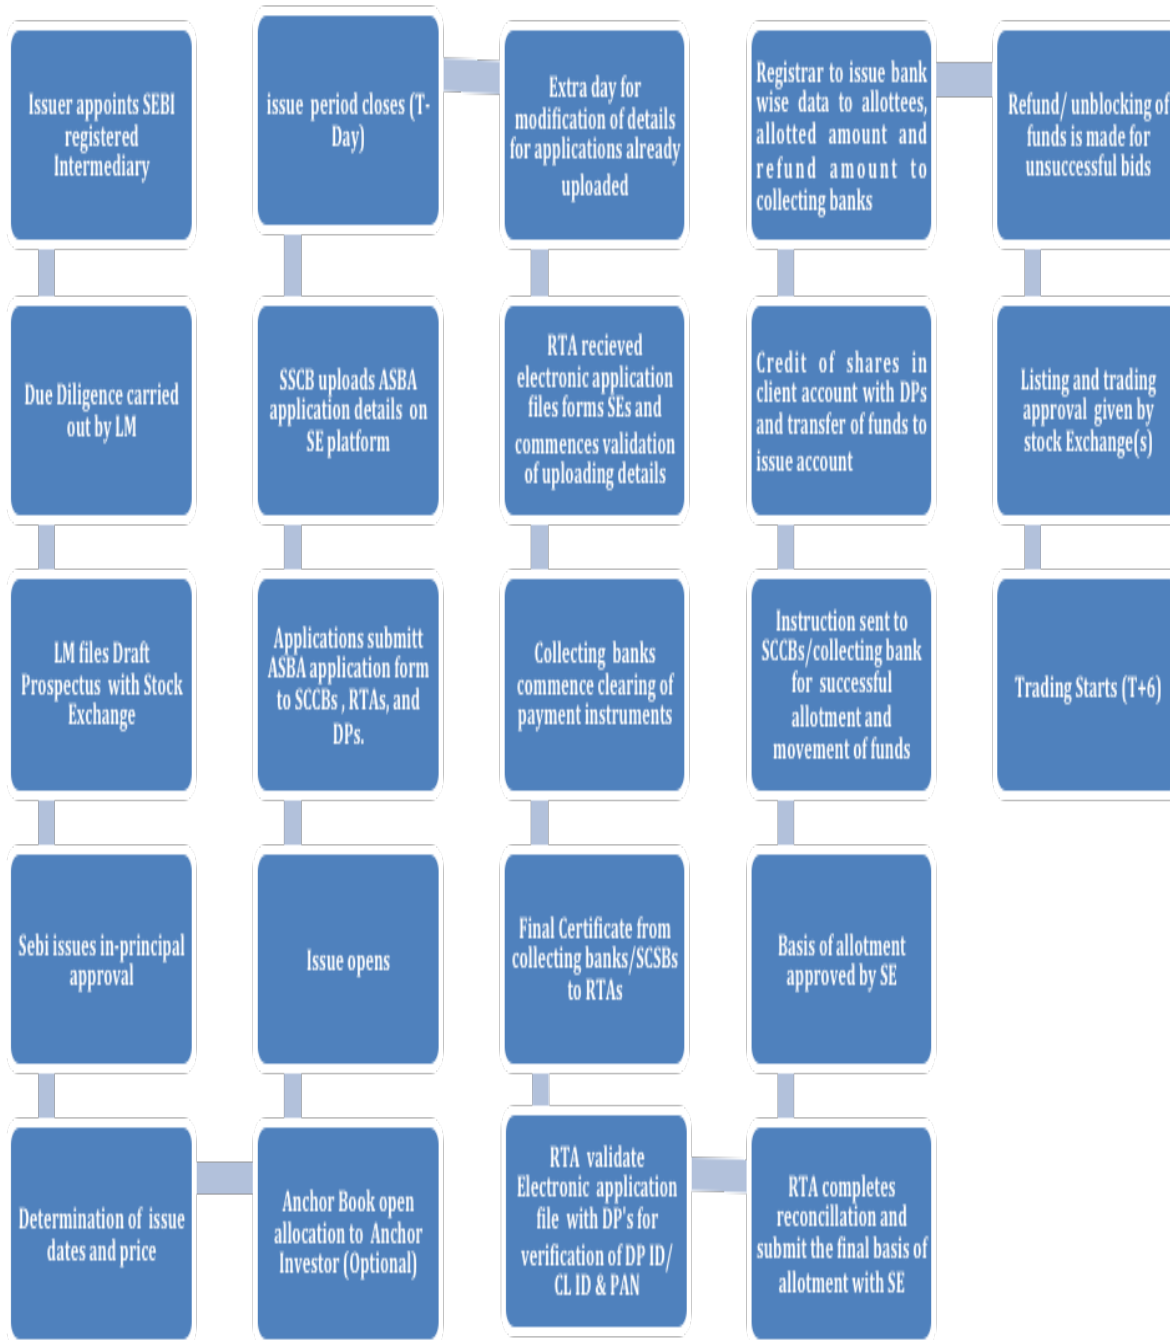 Issuer appoints SEBI
registered
Intermediary
Due Diligence carried
out by LM
LM files Draft
Prospectus with Stock
Exchange
Sebi issues in-principal
approval
Determination of issue
dates and price
Anchor Book open
allocation to Anchor
Investor (Optional)
Issue opens
Applications submitt
ASBA application form
to SCCBs , RTAs, and
DPs.
SSCB uploads ASBA
application details on
SE platform
issue period closes (T-
Day)
Extra day for
modification of details
for applications already
uploaded
RTA recieved
electronic application
files forms SEs and
commences validation
of uploading details
Collecting banks
commence clearing of
payment instruments
Final Certificate from
collecting banks/SCSBs
to RTAs
RTA validate
Electronic application
file with DP's for
verification of DP ID/
CL ID & PAN
RTA completes
reconcillation and
submit the final basis of
allotment with SE
Basis of allotment
approved by SE
Instruction sent to
SCCBs/collecting bank
for successful
allotment and
movement of funds
Credit of shares in
client account with DPs
and transfer of funds to
issue account
Registrar to issue bank
wise data to allottees,
allotted amount and
refund amount to
collecting banks
Refund/ unblocking of
funds is made for
unsuccessful bids
Listing and trading
approval given by
stock Exchange(s)
Trading Starts (T+6)